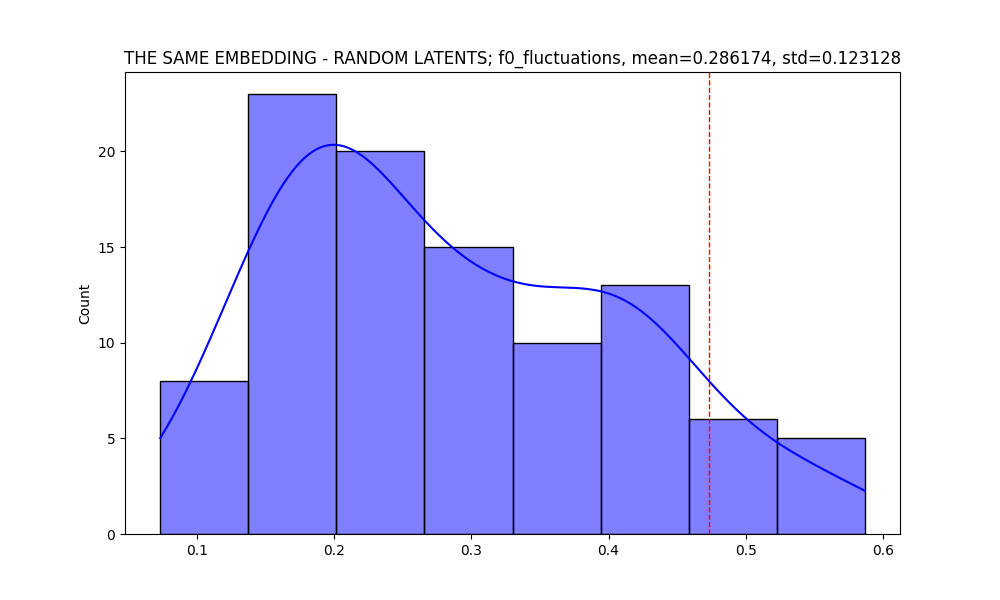 THE SAME EMBEDDING - RANDOM LATENTS; f0_fluctuations, mean=0.286174, std=0.123128
Count
20
15
10
5
0
0.1 0.2 0.3 0.4 0.5 0.6